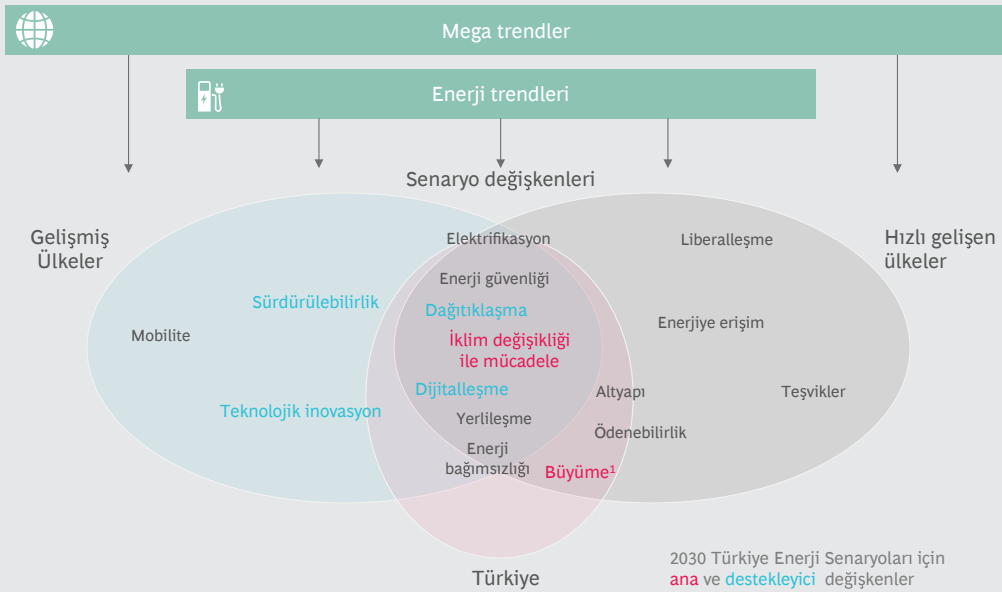 Mega trendler
Enerji trendleri
Senaryo değişkenleri
Gelişmiş
Ülkeler
Hızlı gelişen
ülkeler
Elektrifikasyon
Liberalleşme
Enerji güvenliği
Sürdürülebilirlik
Dağıtıklaşma
Enerjiye erişim
Mobilite
İklim değişikliği
ile mücadele
Dijitalleşme
Altyapı
Teşvikler
Teknolojik inovasyon
Yerlileşme
Ödenebilirlik
Enerji
bağımsızlığı
Büyüme¹
Türkiye
2030 Türkiye Enerji Senaryoları için
ana ve destekleyici değişkenler